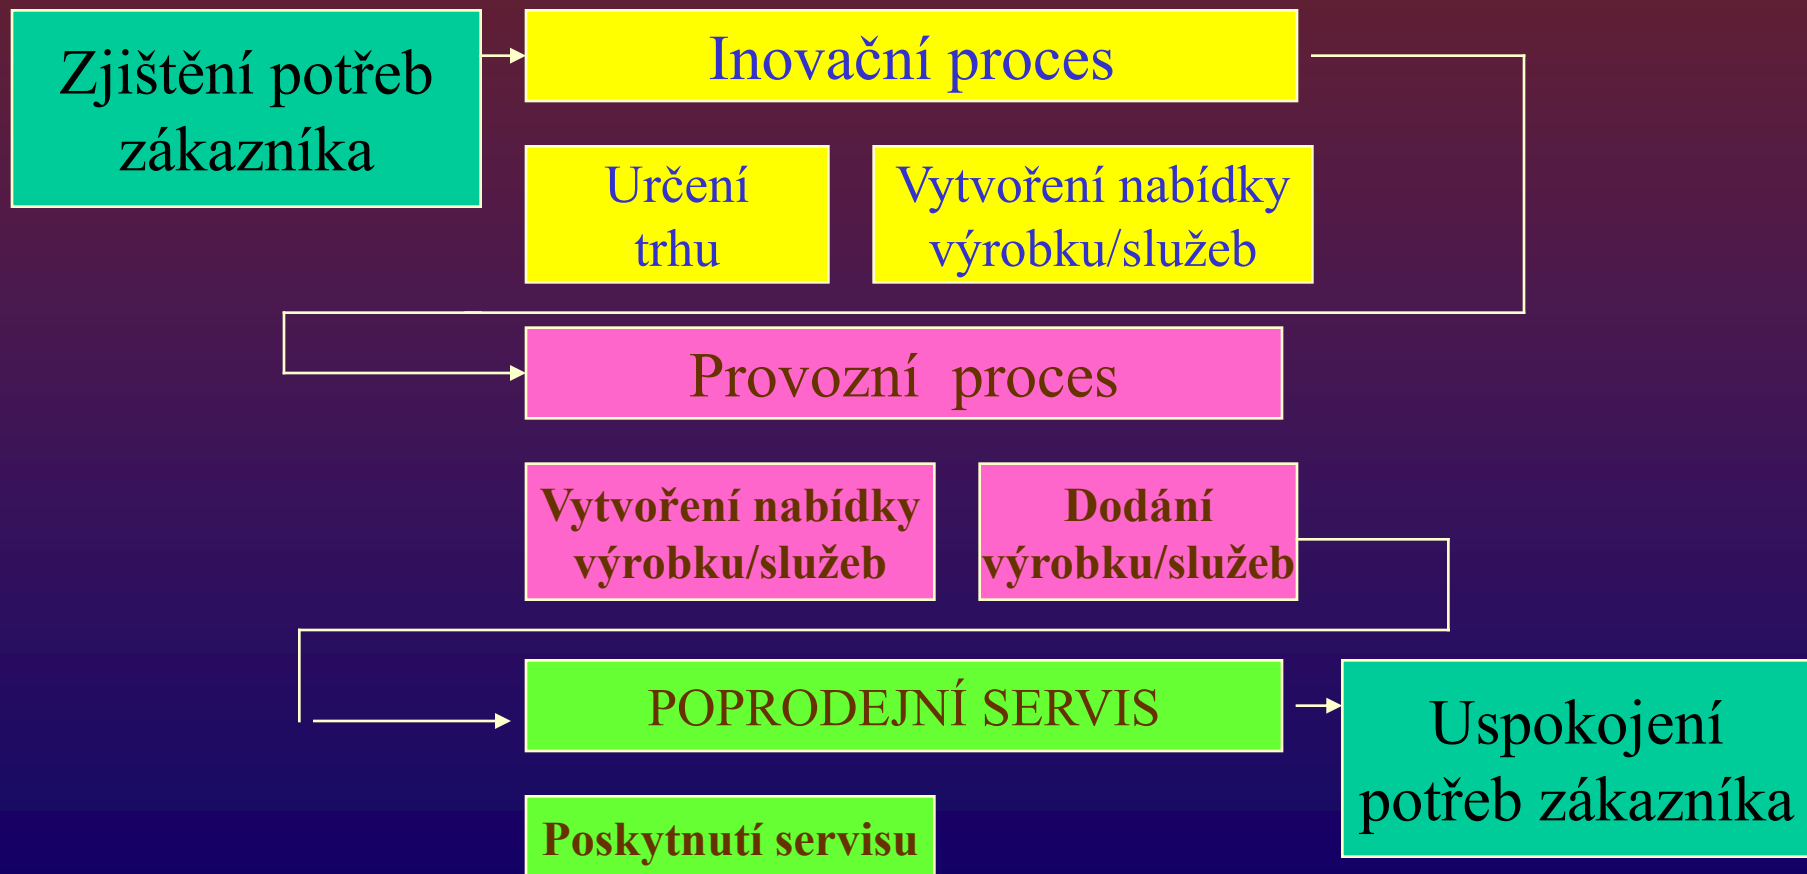 Zjištění potřeb
zákazníka
Inovační proces
Určení
trhu
Vytvoření nabídky
výrobku/služeb
Provozní  proces
Vytvoření nabídky
výrobku/služeb
Dodání
výrobku/služeb
POPRODEJNÍ SERVIS
Uspokojení
potřeb zákazníka
Poskytnutí servisu